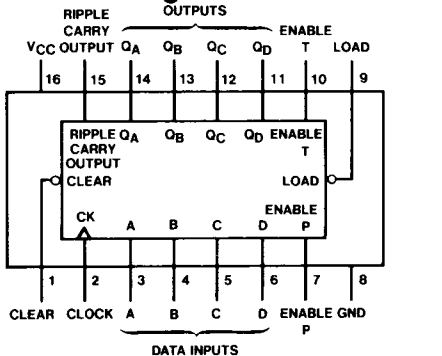 OUTPUTS
RIPPLE
CARRY
OUTPUT
VCC
QA QB QC QD
ENABLE
T
LOAD
16 15 14 13 12 11 10 9
RIPPLE
CARRY
OUTPUT
QA QB QC QD
ENABLE
T
CLEAR
LOAD
CK
A B C D
ENABLE
P
1 2 3 4 5 6 7 8
CLEAR CLOCK A B C D ENABLE GND
P
DATA INPUTS